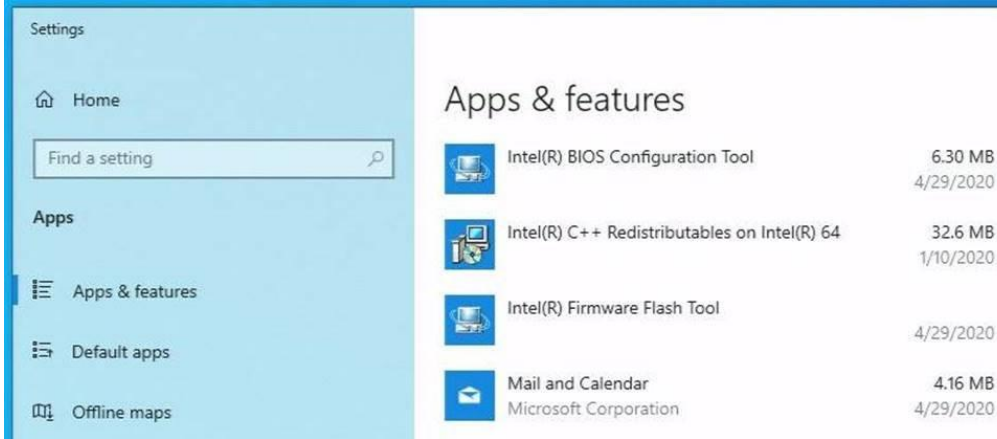 Settings
Home
Find a setting
Apps
Apps & features
Default apps
Offline maps
Apps & features
Intel(R) BIOS Configuration Tool 6.30 MB
4/29/2020
Intel(R) C++ Redistributables on Intel(R) 64 32.6 MB
1/10/2020
Intel(R) Firmware Flash Tool
4/29/2020
Mail and Calendar 4.16 MB
Microsoft Corporation 4/29/2020